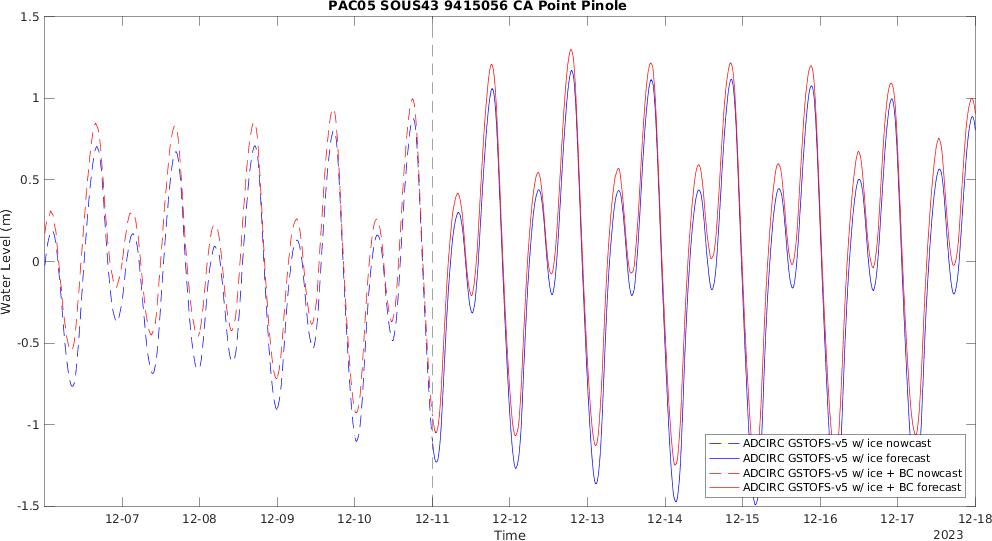 PAC05 SOUS43 9415056 CA Point Pinole
Water Level (m)
1.5
1
0.5
0
-0.5
-1
-1.5
ADCIRC GSTOFS-v5 w/ ice nowcast
ADCIRC GSTOFS-v5 w/ ice forecast
ADCIRC GSTOFS-v5 w/ ice + BC nowcast
ADCIRC GSTOFS-v5 w/ ice + BC forecast
12-07 12-08 12-09 12-10 12-11 12-12 12-13 12-14 12-15 12-16 12-17 12-18
Time
2023